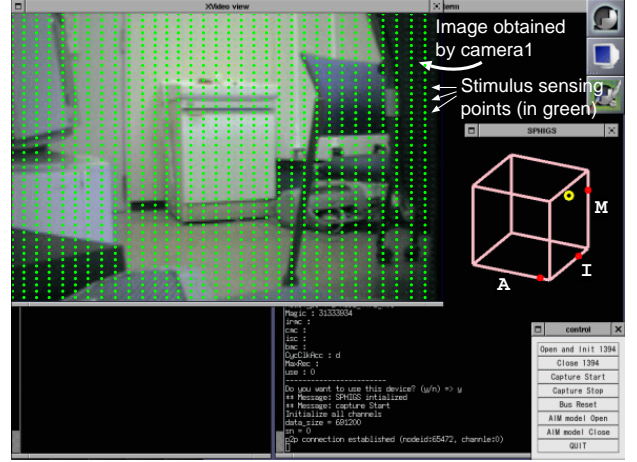 XVideo view
erm
Image obtained
by camera1
Stimulus sensing
points (in green)
SPHIGS
M
I
A
Magic : 31333934
irmc :
cmc :
isc :
bmc :
CycClkAcc : d
MaxRec :
use : 0
------------------------
Do you want to use this device? (y/n) => y
** Message: SPHIGS intialized
** Message: capture Start
Initialize all channels
data_size = 691200
sn = 0
p2p connection established (nodeid:65472, channle:0)
control
Open and Init 1394
Close 1394
Capture Start
Capture Stop
Bus Reset
AIM model Open
AIM model Close
QUIT